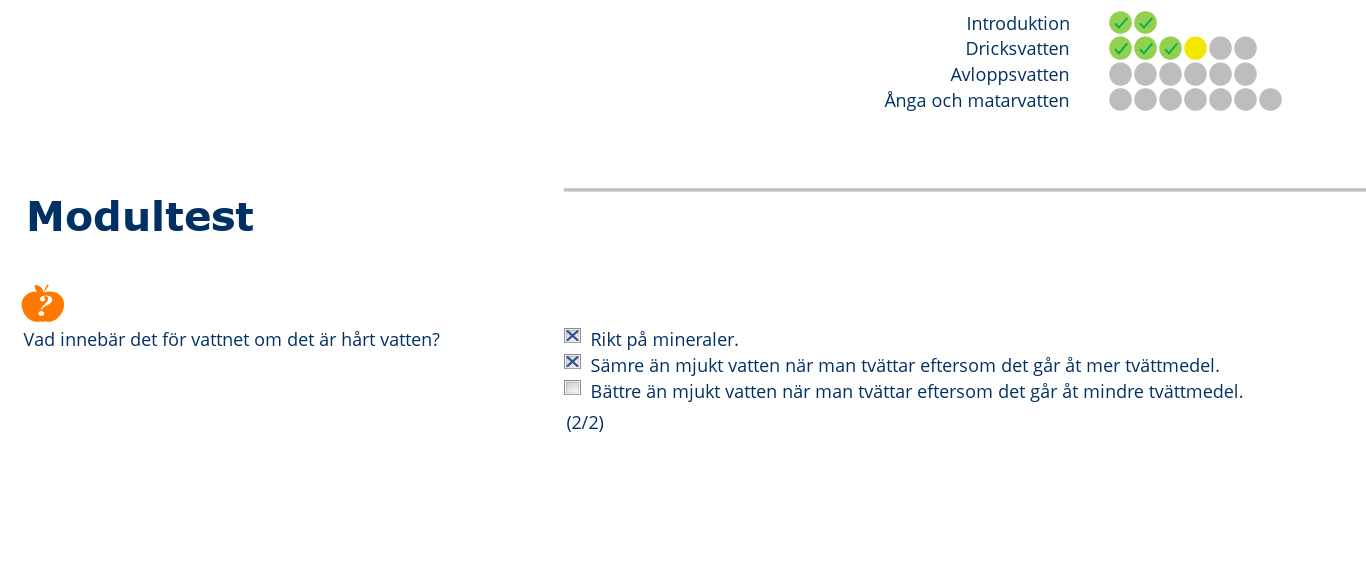 Introduktion
Dricksvatten
Avloppsvatten
Ånga och matarvatten
Modultest
?
Vad innebär det för vattnet om det är hårt vatten?
Rikt på mineraler.
Sämre än mjukt vatten när man tvättar eftersom det går åt mer tvättmedel.
Bättre än mjukt vatten när man tvättar eftersom det går åt mindre tvättmedel.
(2/2)